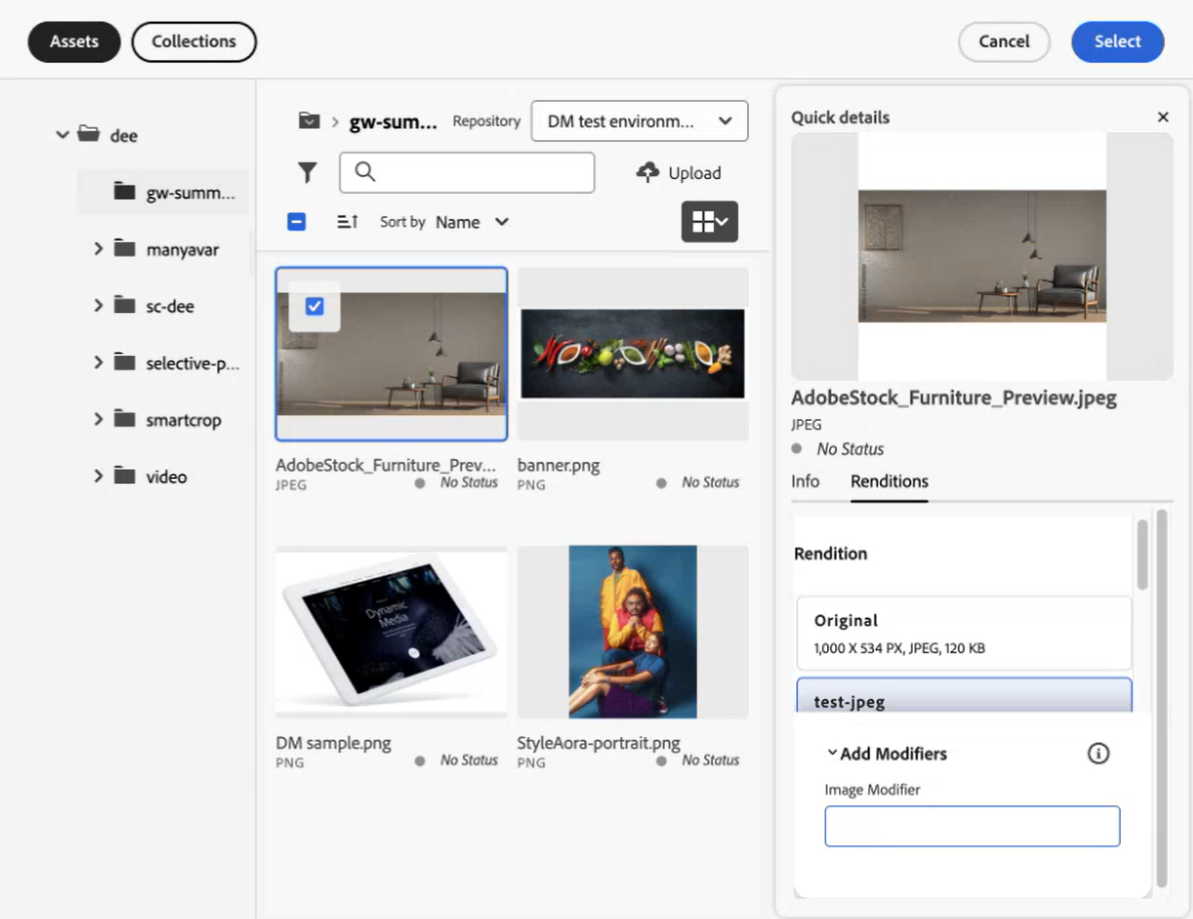 Assets
Collections
Cancel
Select
dee
gw-summ...
manyavar
sc-dee
selective-p...
smartcrop
video
gw-sum...
Repository
DM test environm...
Upload
Sort by
Name
AdobeStock_Furniture_Prev...
JPEG
No Status
banner.png
PNG
No Status
Dynamic
Media
DM sample.png
PNG
No Status
StyleAora-portrait.png
PNG
No Status
Quick details
AdobeStock_Furniture_Preview.jpeg
JPEG
No Status
Info
Renditions
Rendition
Original
1,000 X 534 PX, JPEG, 120 KB
test-jpeg
Add Modifiers
Image Modifier